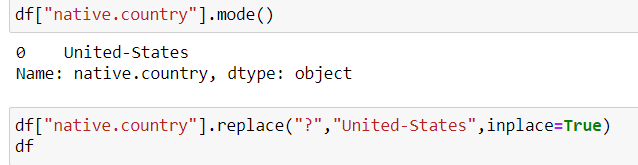 df["native.country"].mode()
0    United-States
Name: native.country, dtype: object
df["native.country"].replace("?","United-States",inplace=True)
df